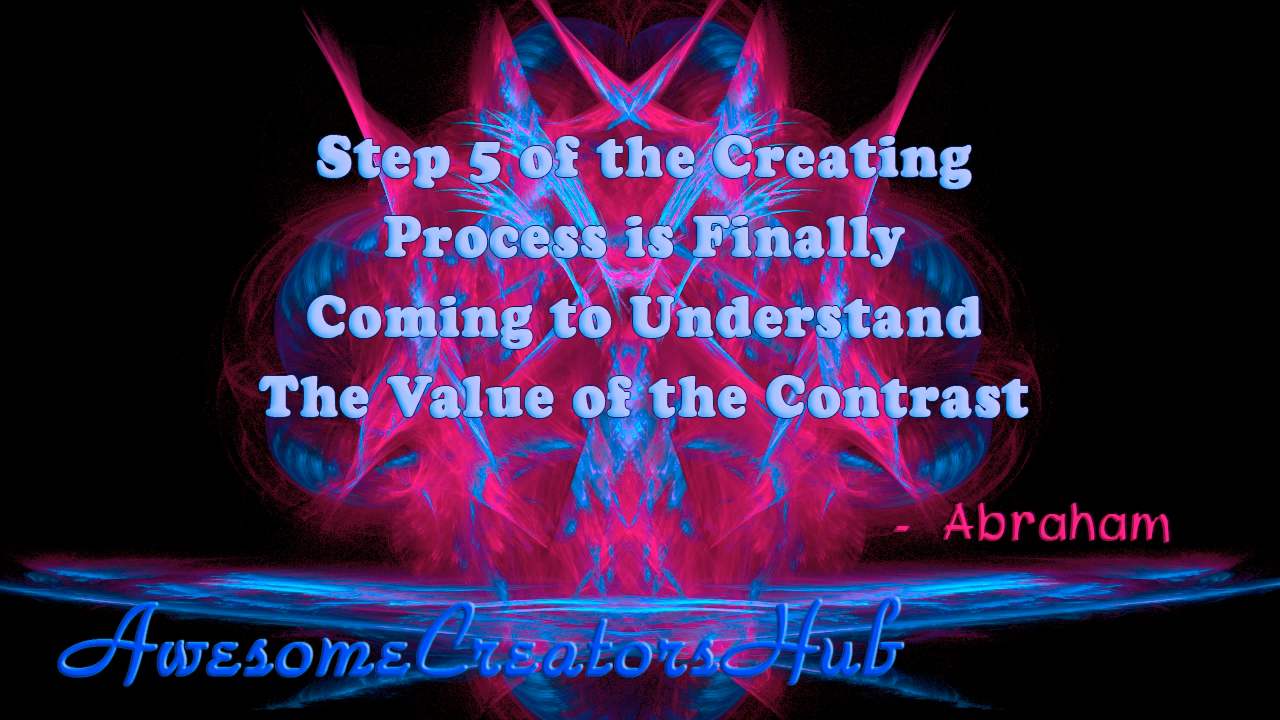 Step 5 of the Creating
Process is Finally
Coming to Understand
The Value of the Contrast
- Abraham
AwesomeCreatorsHub